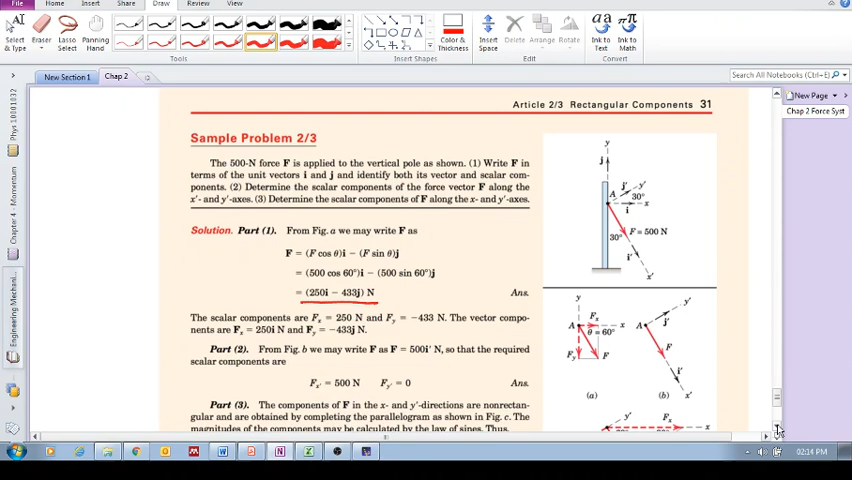 File
Home
Insert
Draw
History
Review
View
Select
& Type
Eraser
Lasso
Select
Panning
Hand
Tools
Color &
Thickness
Insert Shapes
Insert
Space
Delete
Arrange
Rotate
Edit
Ink to
Text
Ink to
Math
Convert
New Section 1
Chap 2
Search All Notebooks (Ctrl+E)
New Page
Chap 2 Force Syst
Phys 10001032
Chapter 4 - Momentum
Engineering Mechani
Article 2/3 Rectangular Components 31
Sample Problem 2/3
The 500-N force F is applied to the vertical pole as shown. (1) Write F in
terms of the unit vectors i and j and identify both its vector and scalar com-
ponents. (2) Determine the scalar components of the force vector F along the
x′- and y′-axes. (3) Determine the scalar components of F along the x- and y′-axes.
Solution. Part (1). From Fig. a we may write F as
F = (F cos θ)i − (F sin θ)j
= (500 cos 60°)i − (500 sin 60°)j
= (250i − 433j) N Ans.
The scalar components are Fx = 250 N and Fy = −433 N. The vector compo-
nents are Fx = 250i N and Fy = −433j N.
Part (2). From Fig. b we may write F as F = 500i′ N, so that the required
scalar components are
Fx′ = 500 N Fy′ = 0 Ans.
Part (3). The components of F in the x- and y′-directions are nonrectan-
gular and are obtained by completing the parallelogram as shown in Fig. c. The
magnitudes of the components may be calculated by the law of sines. Thus,
y
j
A
j′
y′
30°
x
i
30°
F = 500 N
i′
x′
y
Fx
A
x
θ = 60°
Fy
F
(a)
y′
A
j′
F
i′
x′
(b)
y′
Fx
x
02:14 PM